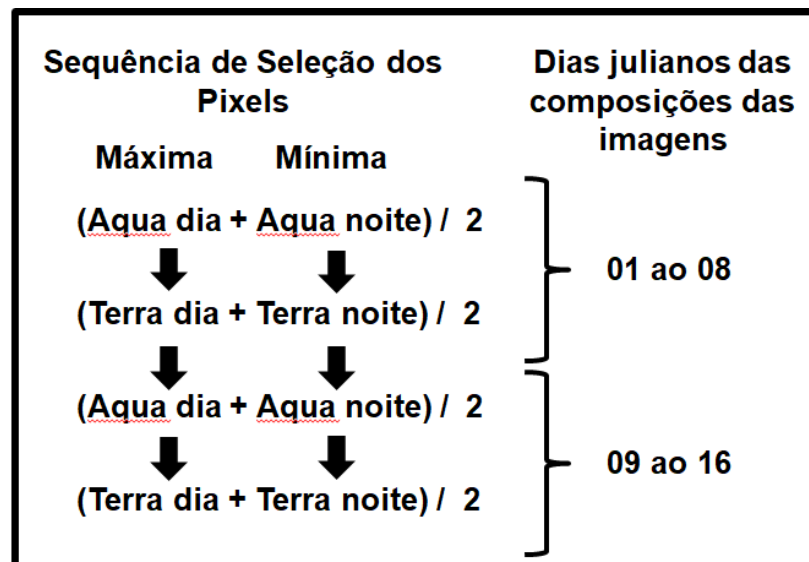 Sequência de Seleção dos
Pixels
Máxima Mínima
(Aqua dia + Aqua noite) / 2
(Terra dia + Terra noite) / 2
(Aqua dia + Aqua noite) / 2
(Terra dia + Terra noite) / 2
Dias julianos das
composições das
imagens
01 ao 08
09 ao 16